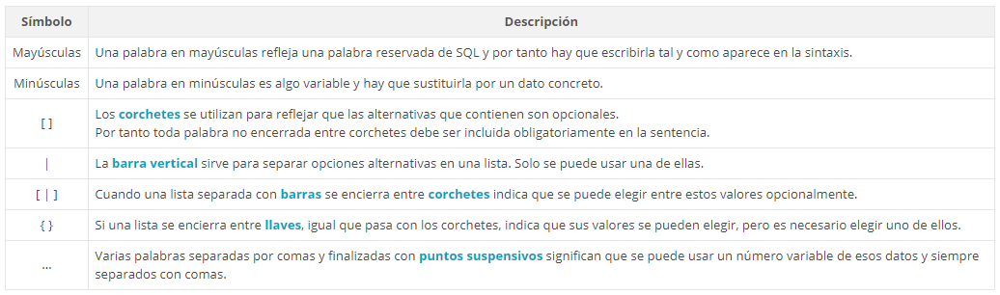 Símbolo Descripción
Mayúsculas Una palabra en mayúsculas refleja una palabra reservada de SQL y por tanto hay que escribirla tal y como aparece en la sintaxis.
Minúsculas Una palabra en minúsculas es algo variable y hay que sustituirla por un dato concreto.
[ ] Los corchetes se utilizan para reflejar que las alternativas que contienen son opcionales.
Por tanto toda palabra no encerrada entre corchetes debe ser incluida obligatoriamente en la sentencia.
| La barra vertical sirve para separar opciones alternativas en una lista. Solo se puede usar una de ellas.
[ | ] Cuando una lista separada con barras se encierra entre corchetes indica que se puede elegir entre estos valores opcionalmente.
{ } Si una lista se encierra entre llaves, igual que pasa con los corchetes, indica que sus valores se pueden elegir, pero es necesario elegir uno de ellos.
... Varias palabras separadas por comas y finalizadas con puntos suspensivos significan que se puede usar un número variable de esos datos y siempre
separados con comas.